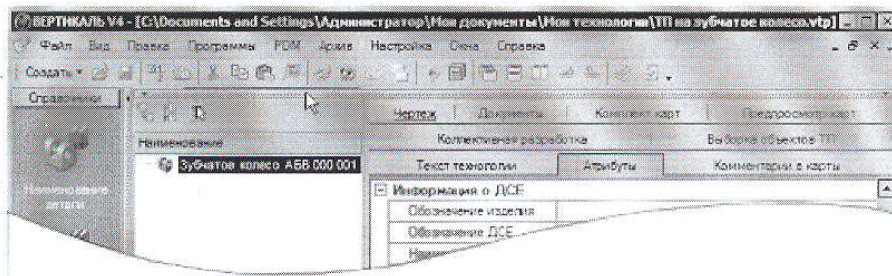 ВЕРТИКАЛЬ V4 - [C:\Documents and Settings\Администратор\Мои документы\Мои технологии\ТП на зубчатое колесо.vtp]
Файл Вид Правка Программы PDM Архив Настройка Окна Справка
Создать
Справочники
Чертеж Документы Комплект карт Предпросмотр карт
Наименование
Коллективная разработка Выборка объектов ТП
Зубчатое колесо АБВ 000 001
Текст технологии Атрибуты Комментарии в карты
Наименование детали
Информация о ДСЕ
Обозначение изделия
Обозначение ДСЕ